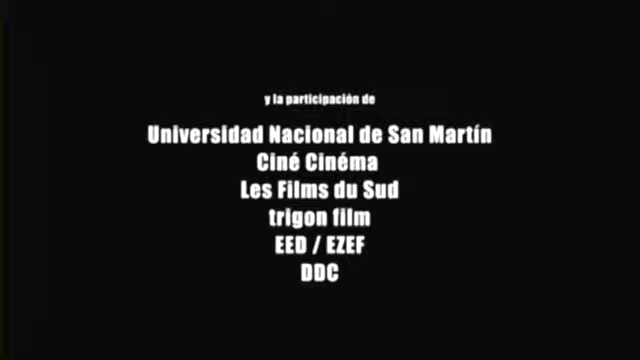 y la participación de
Universidad Nacional de San Martín
Ciné Cinéma
Les Films du Sud
trigon film
EED / EZEF
DDC